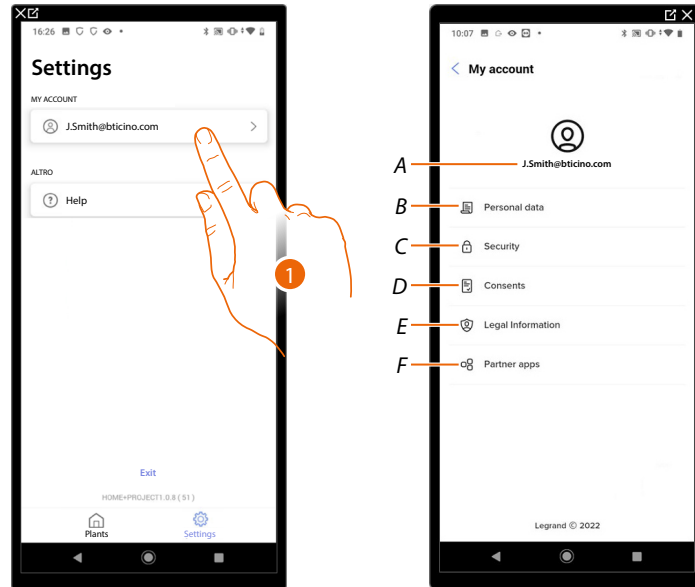 16:26
Settings
MY ACCOUNT
J.Smith@bticino.com
ALTRO
Help
1
Exit
HOME+PROJECT1.0.8 ( 51 )
Plants
Settings
10:07
My account
A
J.Smith@bticino.com
B
Personal data
C
Security
D
Consents
E
Legal Information
F
Partner apps
Legrand © 2022